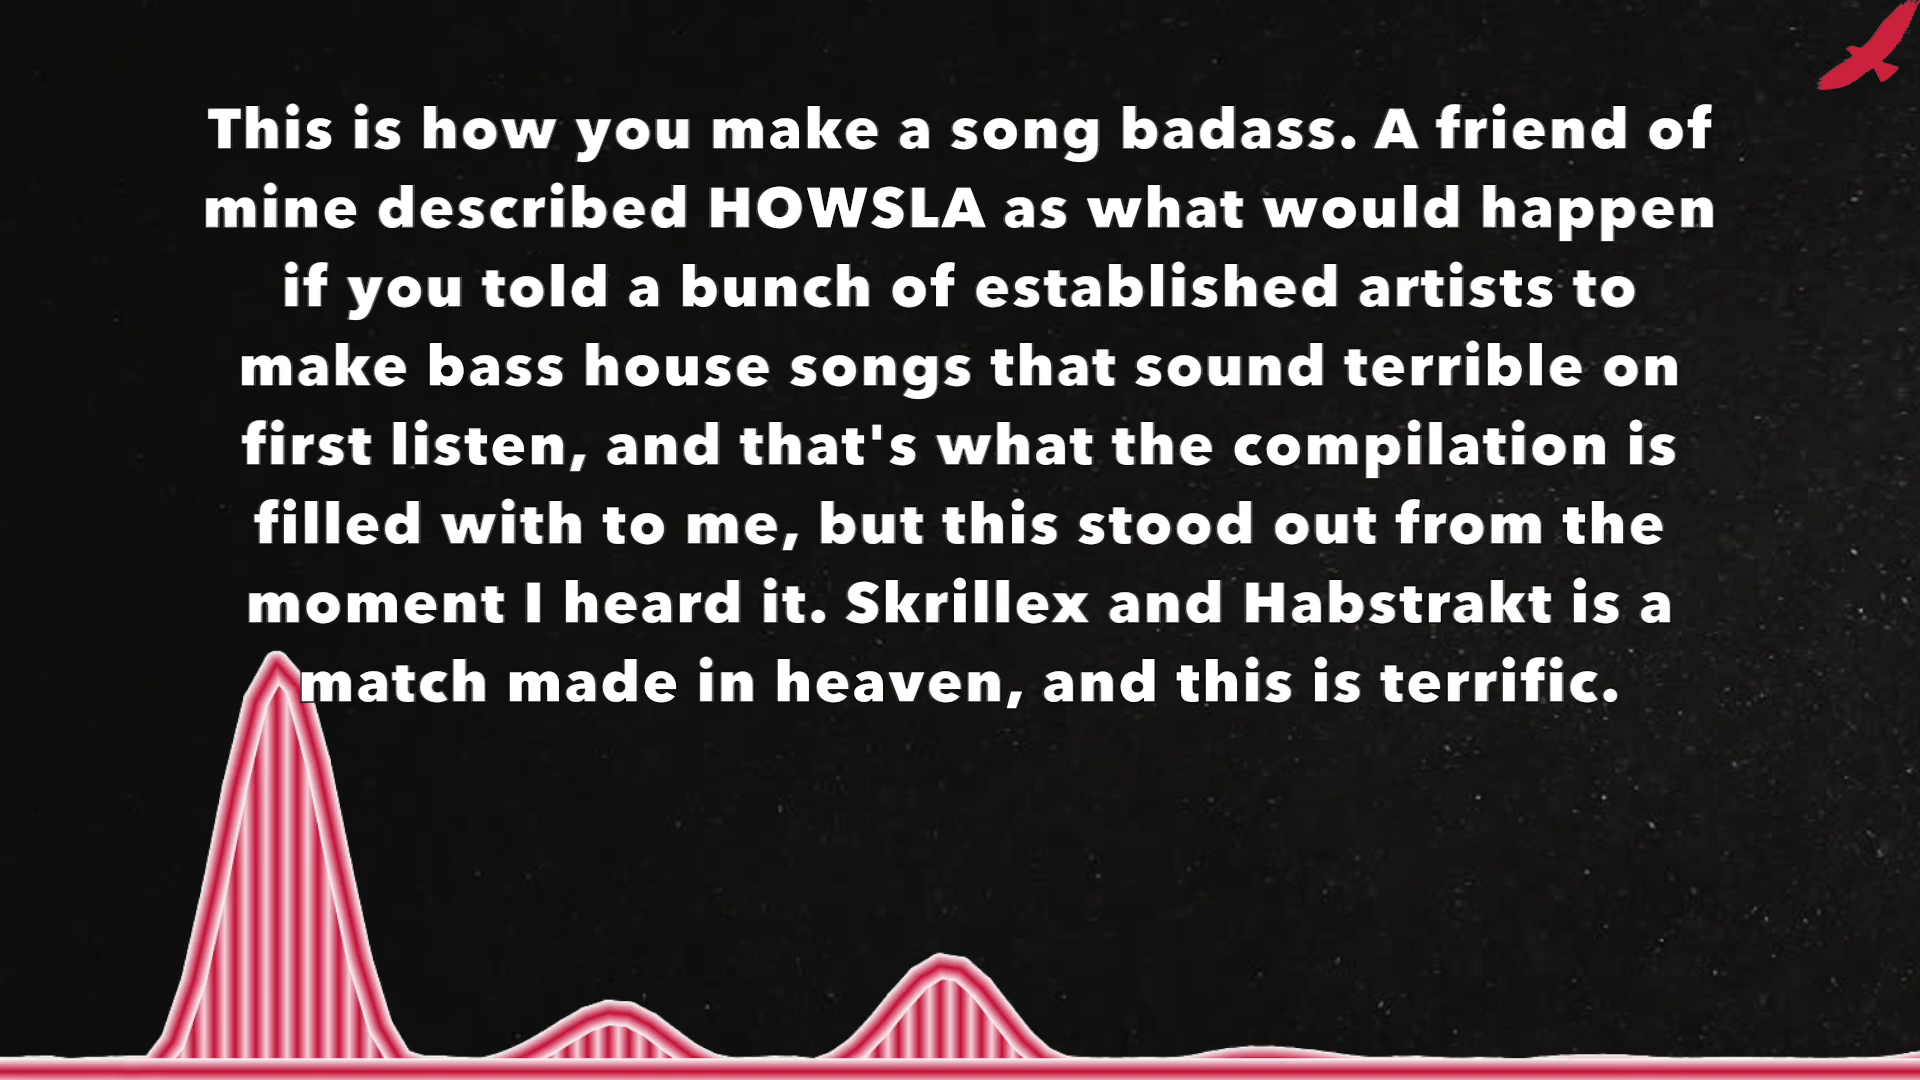 This is how you make a song badass. A friend of
mine described HOWSLA as what would happen
if you told a bunch of established artists to
make bass house songs that sound terrible on
first listen, and that's what the compilation is
filled with to me, but this stood out from the
moment I heard it. Skrillex and Habstrakt is a
match made in heaven, and this is terrific.